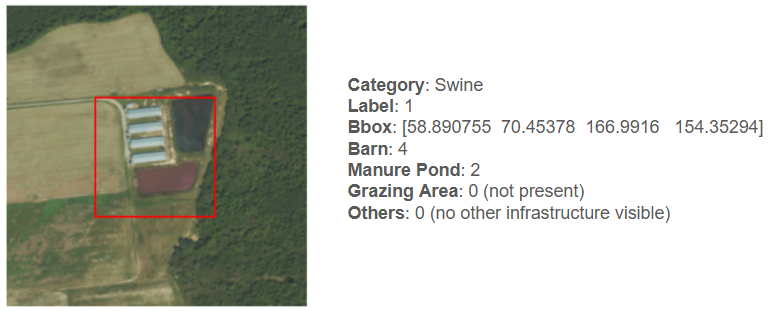 Category: Swine
Label: 1
Bbox: [58.890755 70.45378 166.9916 154.35294]
Barn: 4
Manure Pond: 2
Grazing Area: 0 (not present)
Others: 0 (no other infrastructure visible)